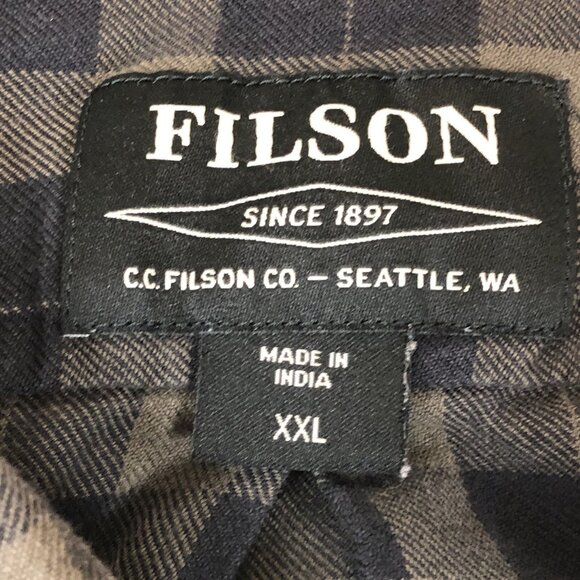 FILSON
SINCE 1897
C.C. FILSON CO. – SEATTLE, WA
MADE IN
INDIA
XXL